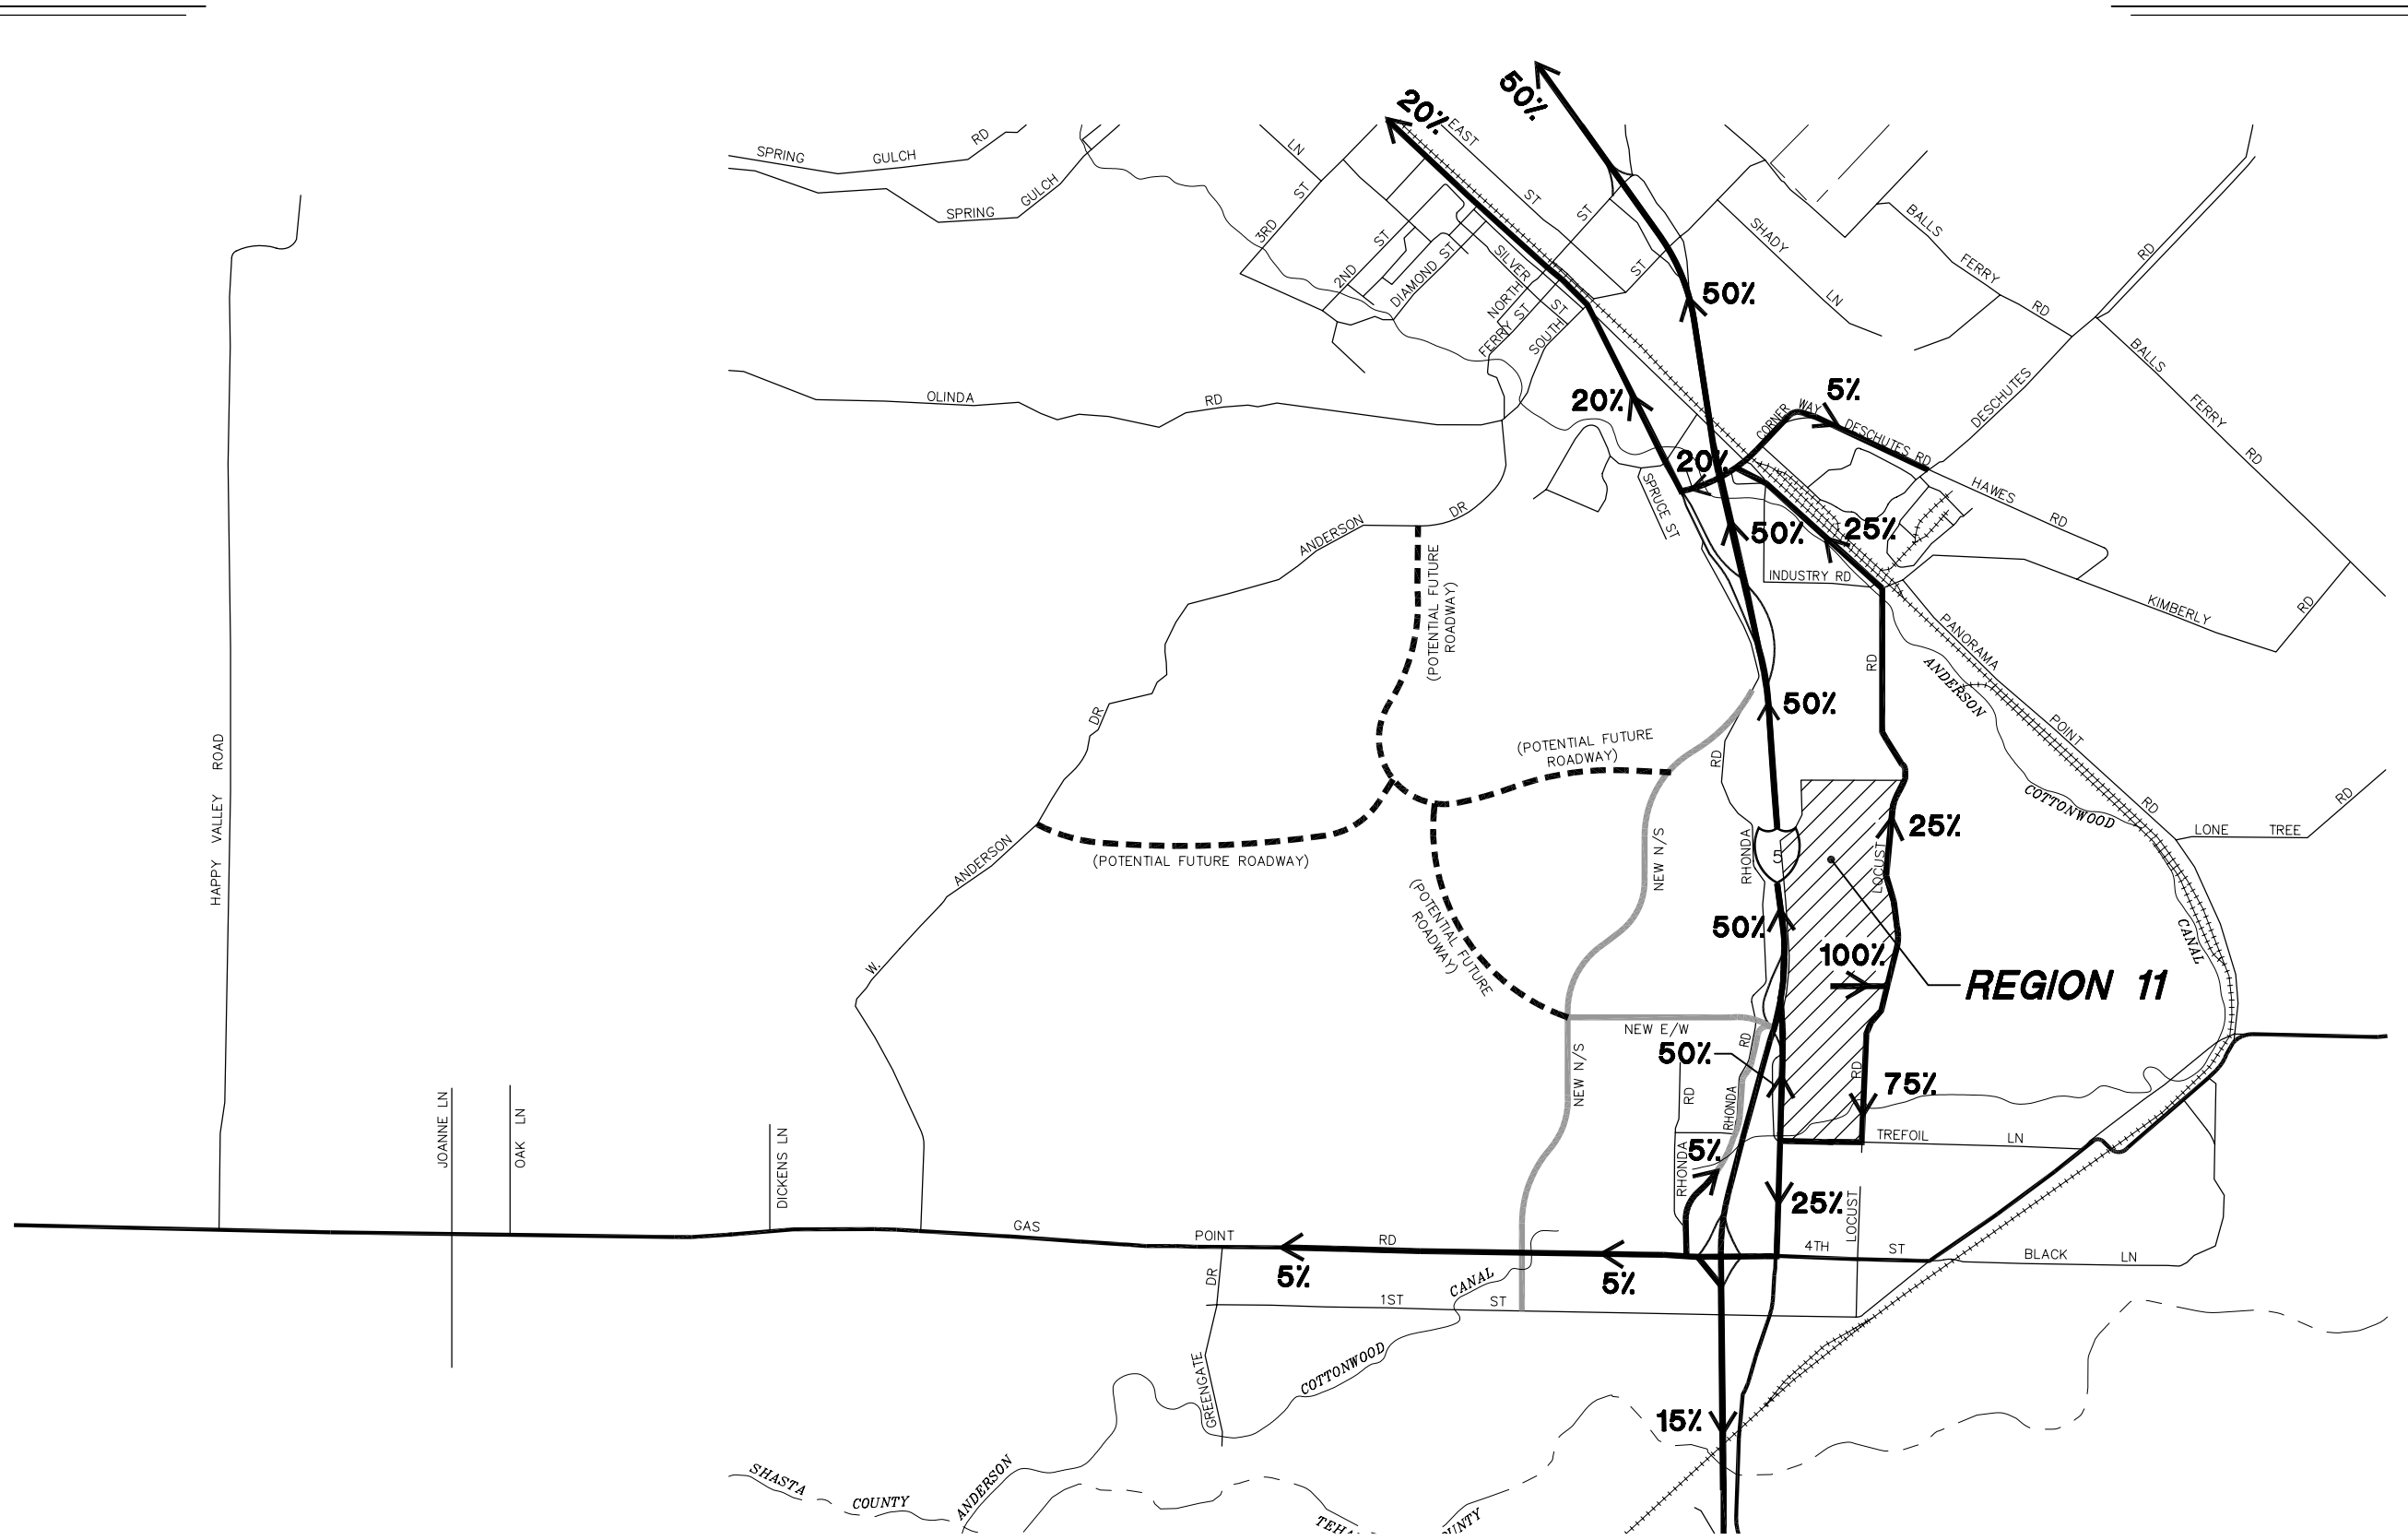 50%
20%
EAST
ST
SPRING GULCH RD
SPRING GULCH
LN
3RD ST
2ND ST
DIAMOND ST
SILVER ST
NORTH ST
FERRY ST
SOUTH ST
SHADY LN
BALLS FERRY RD
RD
50%
OLINDA RD
20%
5%
CORNER WAY
DESCHUTES RD
DESCHUTES
BALLS FERRY RD
20%
HAWES RD
SPRUCE ST
50%
25%
INDUSTRY RD
ANDERSON DR
(POTENTIAL FUTURE
ROADWAY)
KIMBERLY RD
PANORAMA POINT RD
ANDERSON
COTTONWOOD
CANAL
RD
50%
DR
(POTENTIAL FUTURE
ROADWAY)
RD
HAPPY VALLEY ROAD
25%
LONE TREE RD
ANDERSON
W.
(POTENTIAL FUTURE ROADWAY)
(POTENTIAL FUTURE
ROADWAY)
NEW N/S
RHONDA
5
LOCUST
50%
100%
REGION 11
NEW E/W
RD
50%
NEW N/S
RD
RHONDA
RD
75%
JOANNE LN
OAK LN
DICKENS LN
TREFOIL LN
5%
RHONDA
25%
LOCUST
GAS POINT RD
4TH ST
BLACK LN
5%
5%
DR
GREENGATE
1ST ST
CANAL
COTTONWOOD
ANDERSON
15%
SHASTA COUNTY